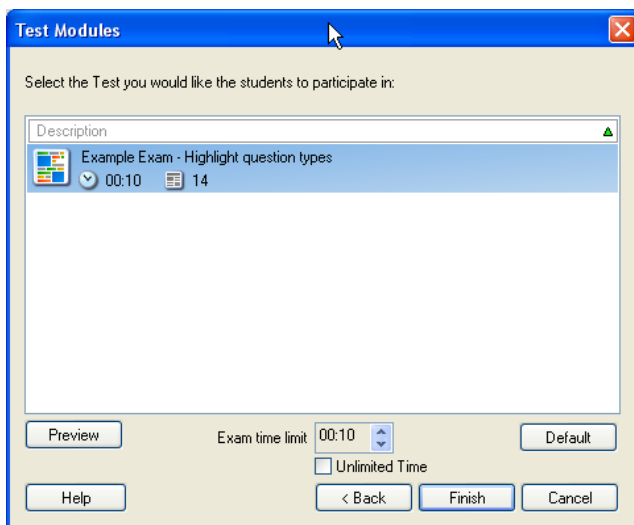 Test Modules
Select the Test you would like the students to participate in:
Description
Example Exam - Highlight question types
00:10 14
Preview Exam time limit 00:10 Default
Unlimited Time
Help < Back Finish Cancel